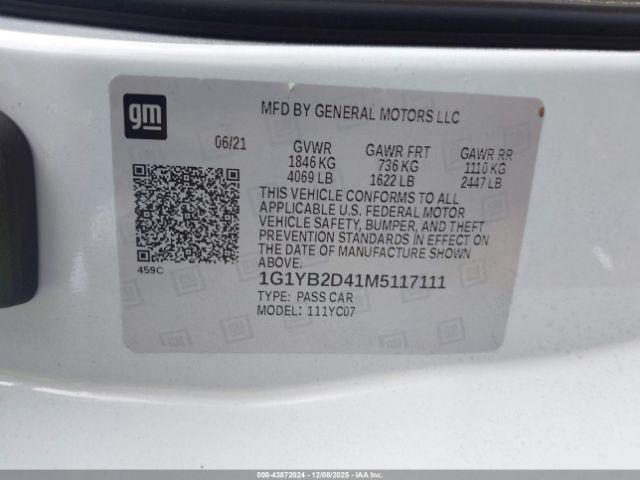 gm
MFD BY GENERAL MOTORS LLC
06/21 GVWR GAWR FRT GAWR RR
1846 KG 736 KG 1110 KG
4069 LB 1622 LB 2447 LB
THIS VEHICLE CONFORMS TO ALL
APPLICABLE U.S. FEDERAL MOTOR
VEHICLE SAFETY, BUMPER, AND THEFT
PREVENTION STANDARDS IN EFFECT ON
THE DATE OF MANUFACTURE SHOWN
ABOVE.
459C
1G1YB2D41M5117111
TYPE: PASS CAR
MODEL: 111YC07
000-43872024 - 12/08/2025 - COPYRIGHT IAA, LLC.